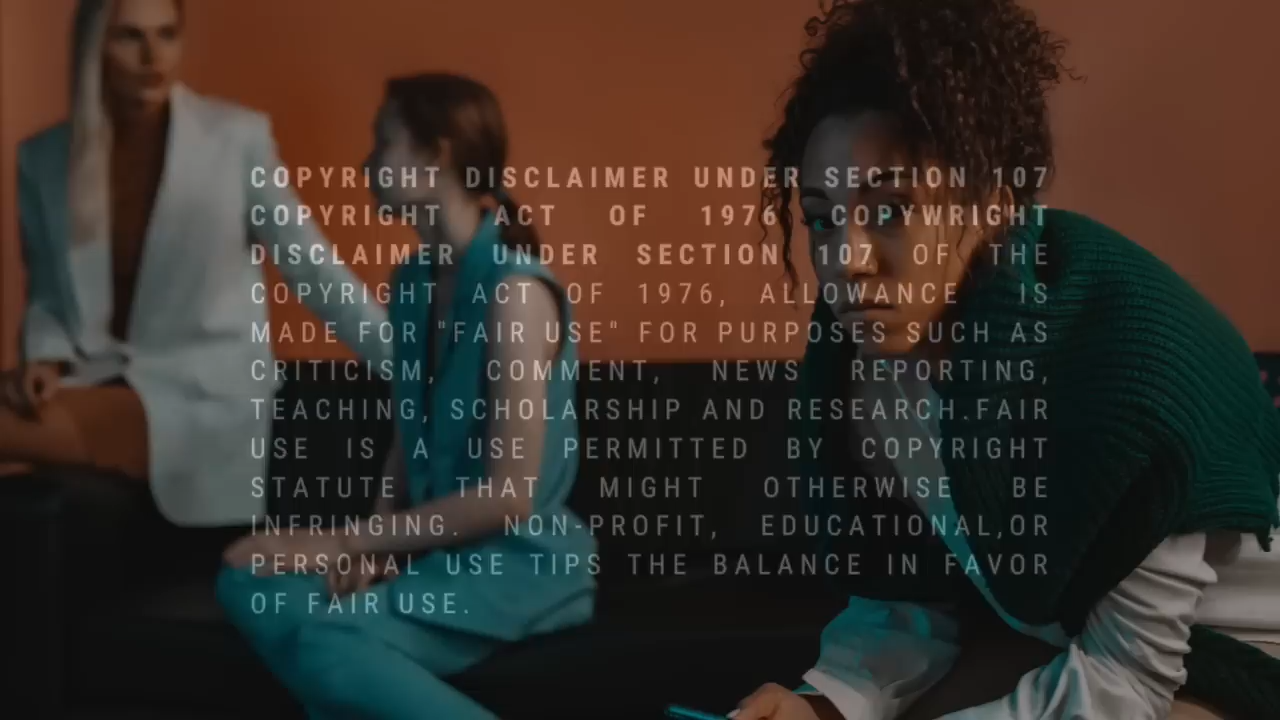 COPYRIGHT DISCLAIMER UNDER SECTION 107
COPYRIGHT ACT OF 1976 COPYWRIGHT
DISCLAIMER UNDER SECTION 107 OF THE
COPYRIGHT ACT OF 1976, ALLOWANCE IS
MADE FOR "FAIR USE" FOR PURPOSES SUCH AS
CRITICISM, COMMENT, NEWS REPORTING,
TEACHING, SCHOLARSHIP AND RESEARCH.FAIR
USE IS A USE PERMITTED BY COPYRIGHT
STATUTE THAT MIGHT OTHERWISE BE
INFRINGING. NON-PROFIT, EDUCATIONAL,OR
PERSONAL USE TIPS THE BALANCE IN FAVOR
OF FAIR USE.